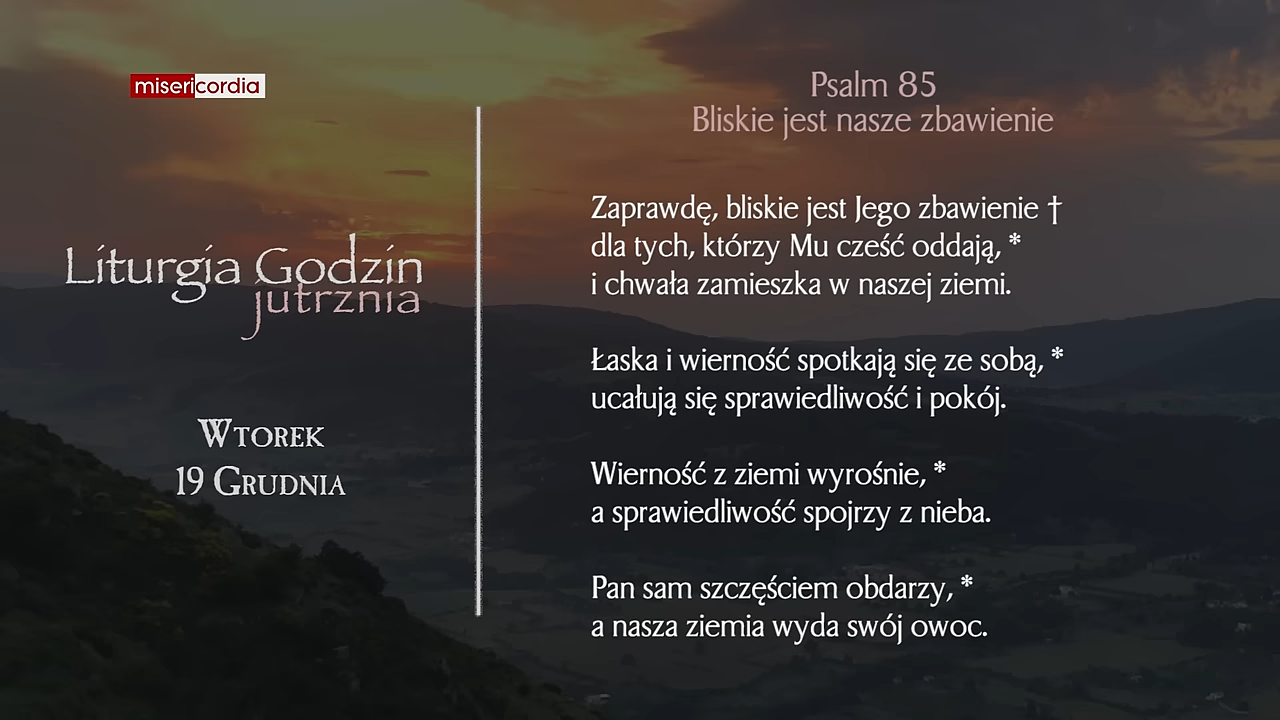 misericordia
Liturgia Godzin
jutrznia
Wtorek
19 Grudnia
Psalm 85
Bliskie jest nasze zbawienie
Zaprawdę, bliskie jest Jego zbawienie †
dla tych, którzy Mu cześć oddają, *
i chwała zamieszka w naszej ziemi.
Łaska i wierność spotkają się ze sobą, *
ucałują się sprawiedliwość i pokój.
Wierność z ziemi wyrośnie, *
a sprawiedliwość spojrzy z nieba.
Pan sam szczęściem obdarzy, *
a nasza ziemia wyda swój owoc.